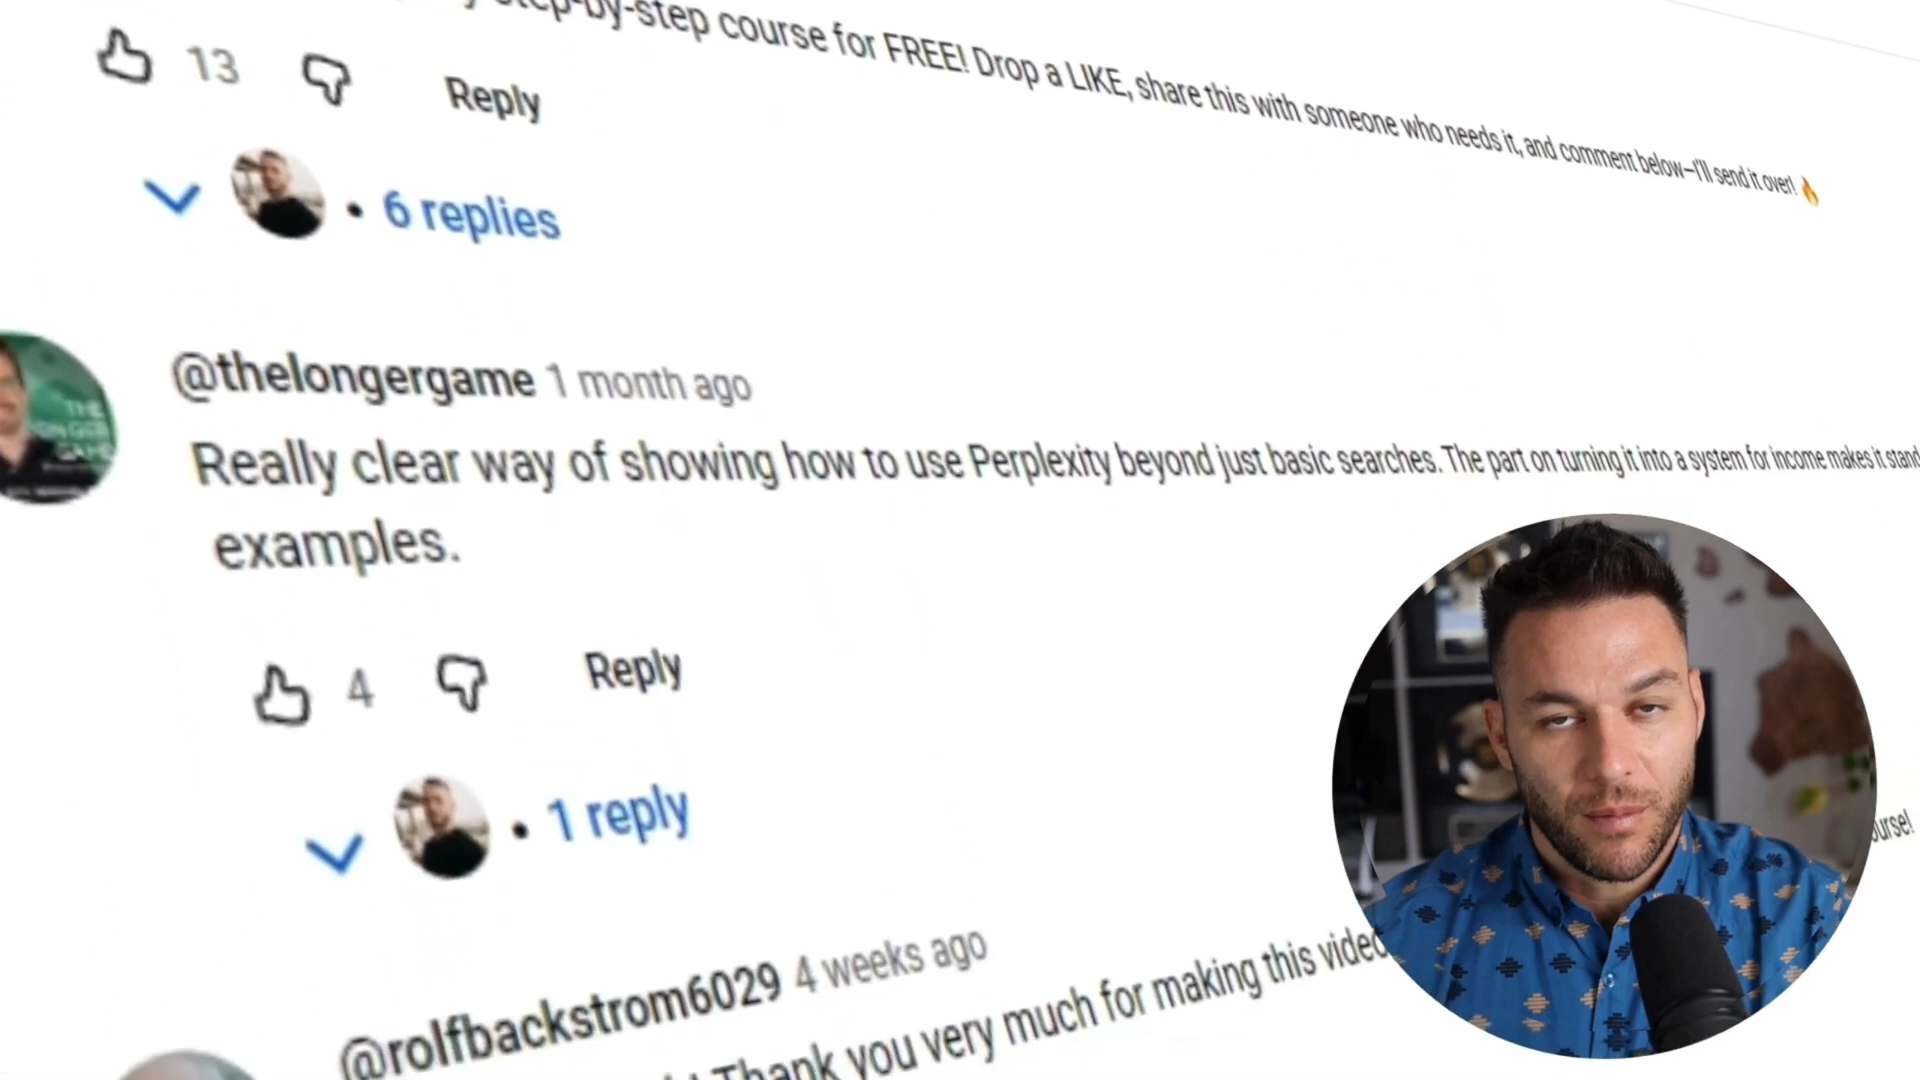 step-by-step course for FREE! Drop a LIKE, share this with someone who needs it, and comment below–I'll send it over! 🔥
13 Reply
• 6 replies
@thelongergame 1 month ago
Really clear way of showing how to use Perplexity beyond just basic searches. The part on turning it into a system for income makes it stand
examples.
4 Reply
• 1 reply
@rolfbackstrom6029 4 weeks ago
Thank you very much for making this video